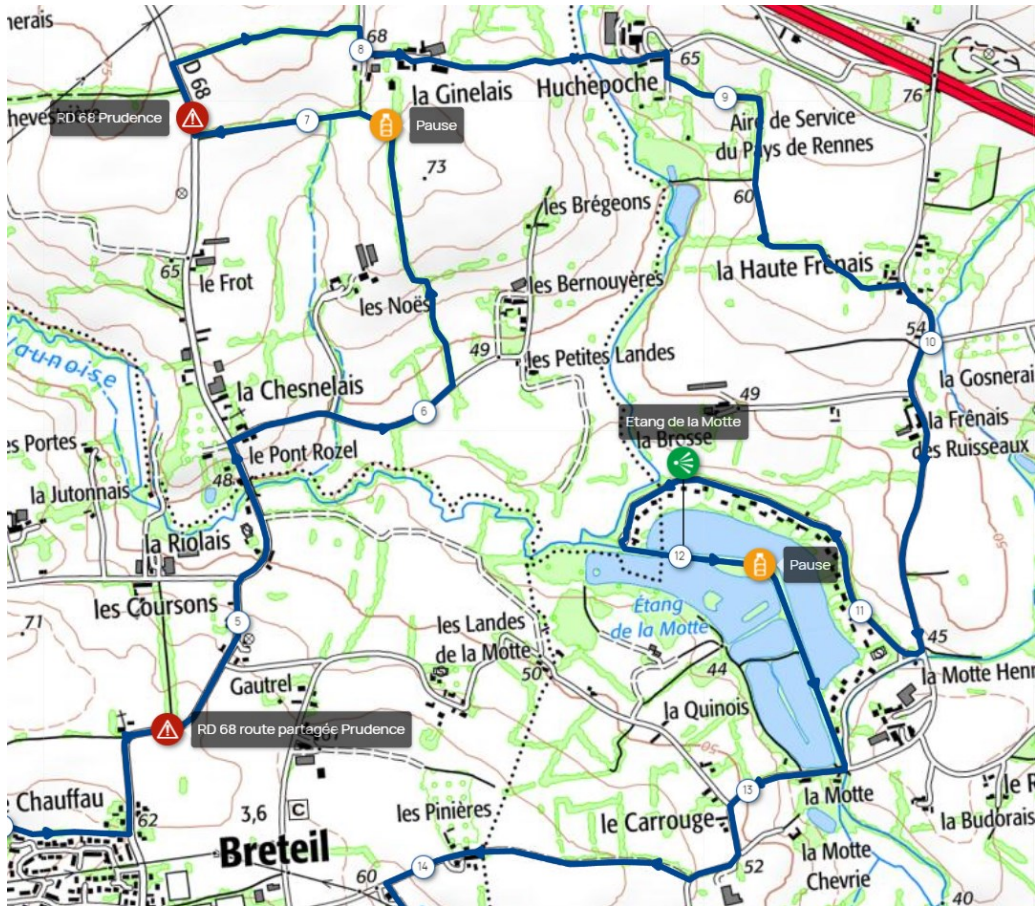 nerais
68
8
65
76
D 68
la Ginelais
Huchepoche
9
RD 68 Prudence
7
Pause
Aire de Service
du Pays de Rennes
73
60
les Brégeons
65
le Frot
la Haute Frênais
les Noës
les Bernouyères
54
10
49
les Petites Landes
la Gosnerai
la Chesnelais
6
49
Etang de la Motte
la Brosse
la Frênais
des Ruisseaux
es Portes
le Pont Rozel
48
la Jutonnais
la Riolais
12
Pause
50
les Coursons
5
71
Étang
de la Motte
11
45
les Landes
de la Motte
44
50
Gautrel
la Quinois
50
la Motte Henr
RD 68 route partagée Prudence
Chauffau
62
3,6
C
les Pinières
13
le Carrouge
la Motte
la Budorais
Breteil
14
60
52
la Motte
Chevrie
40